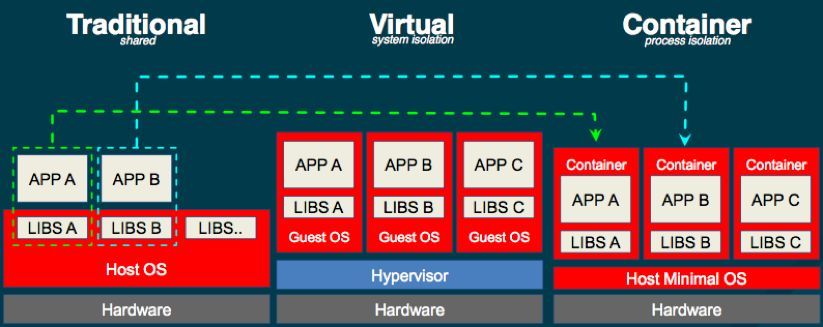 Traditional
shared
Virtual
system isolation
Container
process isolation
APP A
APP B
LIBS A
LIBS B
LIBS..
Host OS
Hardware
APP A
APP B
APP C
LIBS A
LIBS B
LIBS C
Guest OS
Guest OS
Guest OS
Hypervisor
Hardware
Container
Container
Container
APP A
APP B
APP C
LIBS A
LIBS B
LIBS C
Host Minimal OS
Hardware